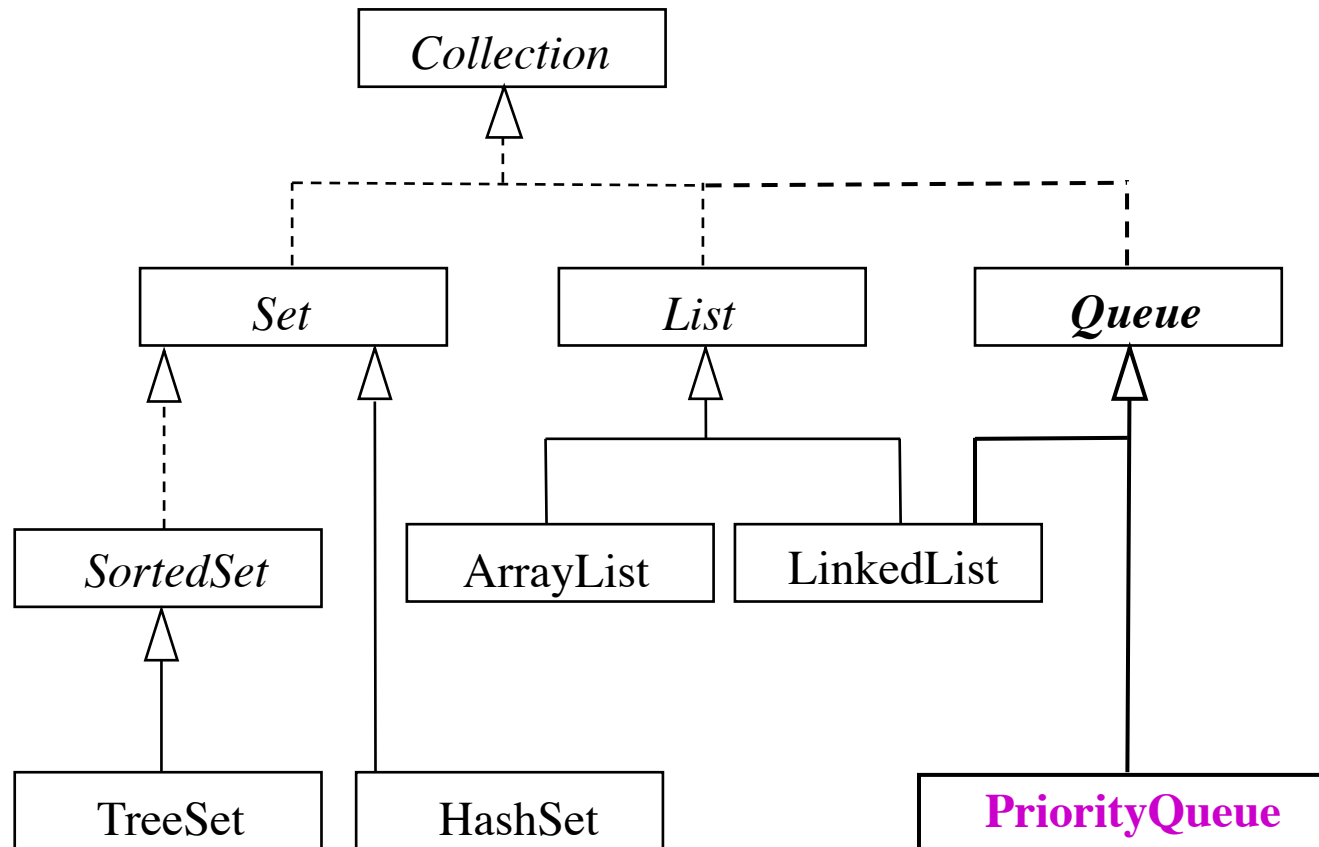 Collection
Set
List
Queue
SortedSet
ArrayList
LinkedList
TreeSet
HashSet
PriorityQueue